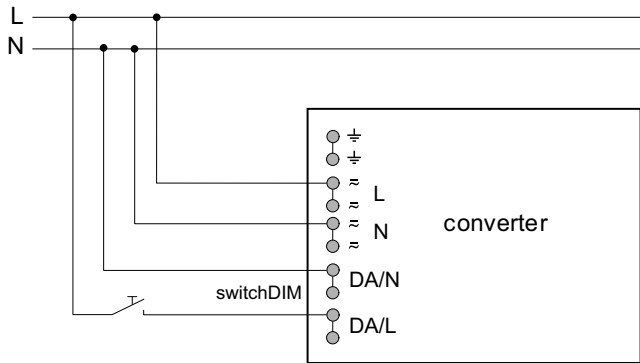 L
N
L
N
converter
DA/N
switchDIM
DA/L